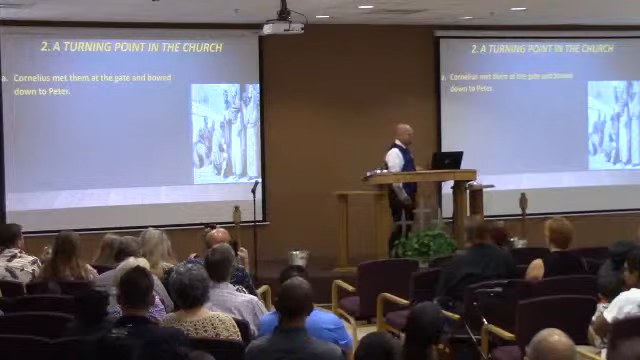 2. A TURNING POINT IN THE CHURCH
a. Cornelius met them at the gate and bowed
down to Peter.
2. A TURNING POINT IN THE CHURCH
a. Cornelius met them at the gate and bowed
down to Peter.